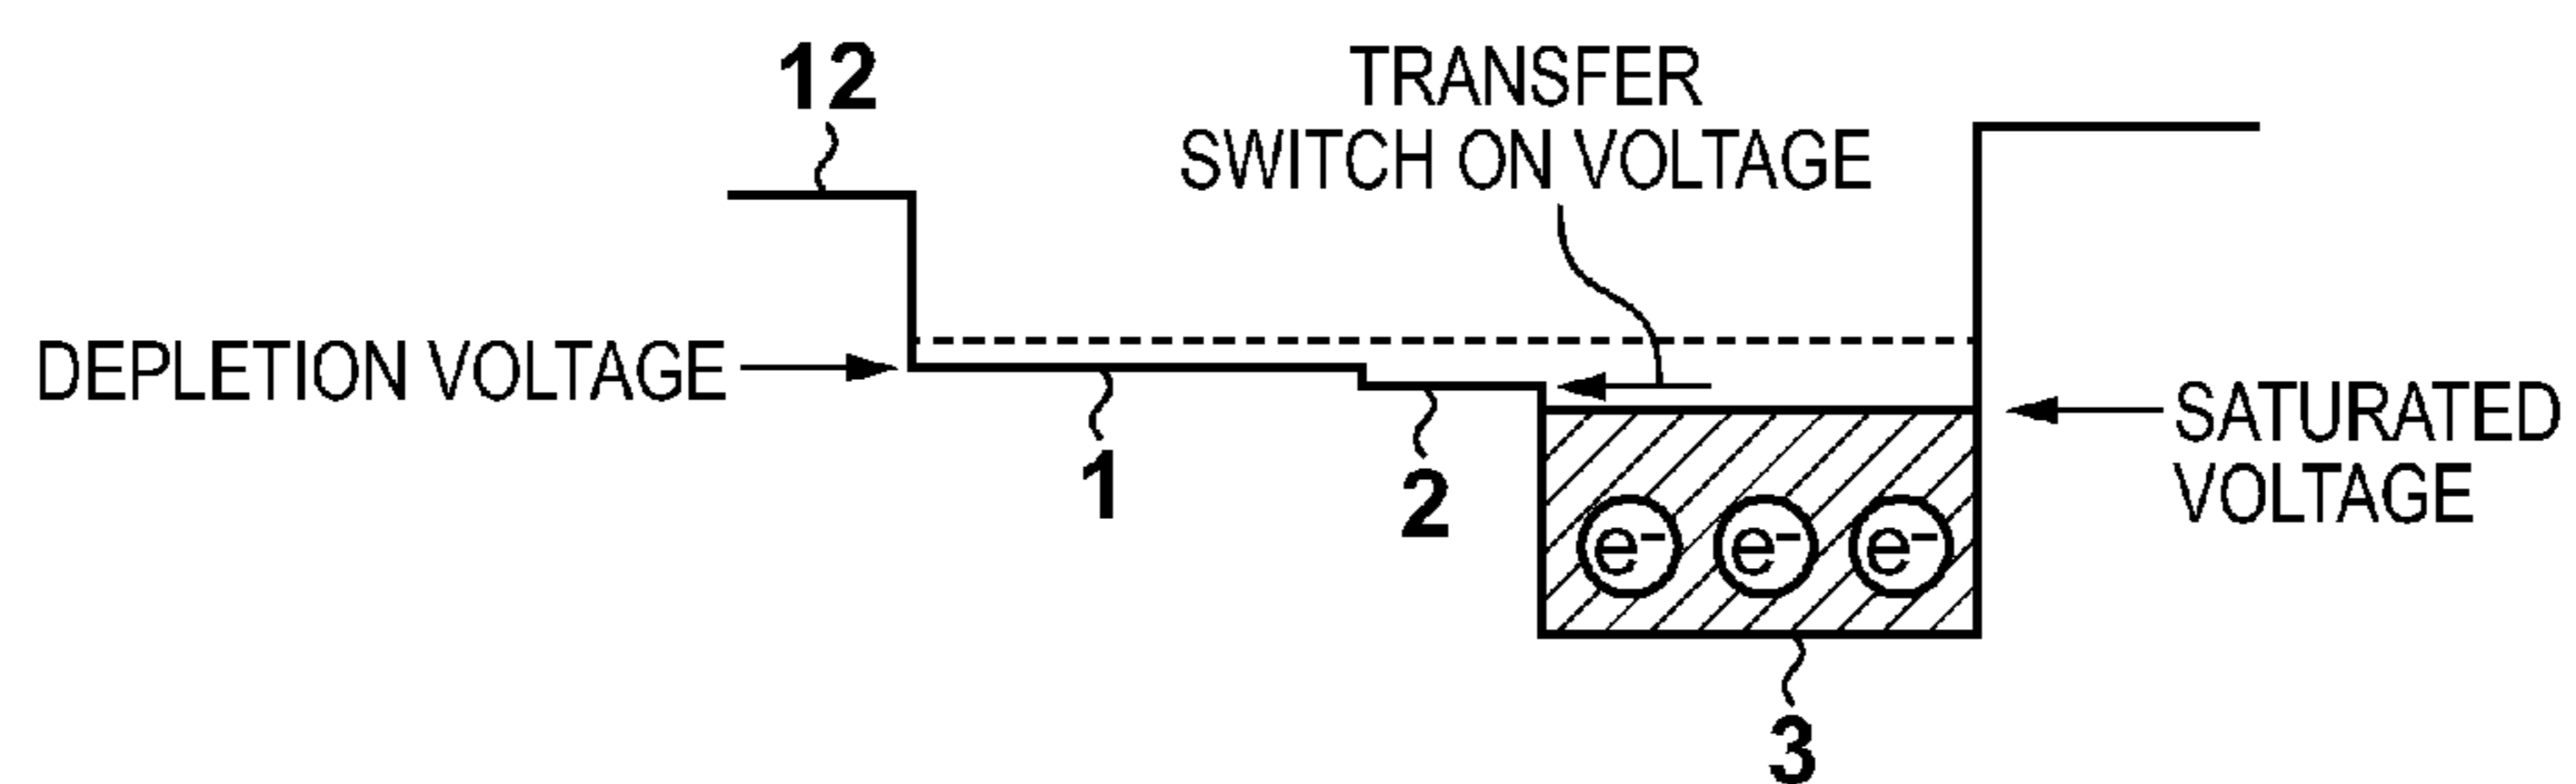 12
TRANSFER
SWITCH ON VOLTAGE
DEPLETION VOLTAGE
SATURATED
VOLTAGE
1
2
e- e- e-
3